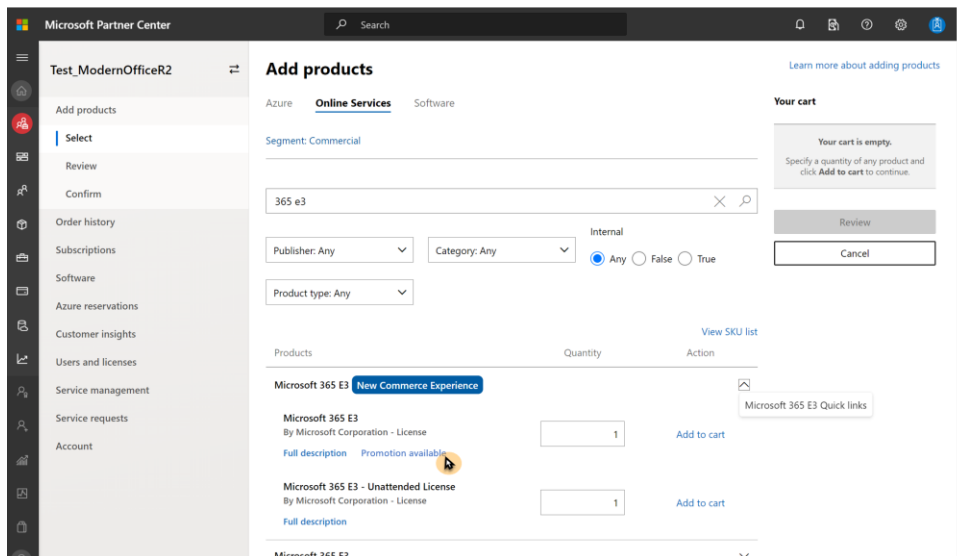 Microsoft Partner Center
Search
Test_ModernOfficeR2
Add products
Select
Review
Confirm
Order history
Subscriptions
Software
Azure reservations
Customer insights
Users and licenses
Service management
Service requests
Account
Add products
Learn more about adding products
Azure Online Services Software
Segment: Commercial
365 e3
Internal
Publisher: Any
Category: Any
Any False True
Product type: Any
View SKU list
Products Quantity Action
Microsoft 365 E3 New Commerce Experience
Microsoft 365 E3 Quick links
Microsoft 365 E3
By Microsoft Corporation - License
1
Add to cart
Full description Promotion available
Microsoft 365 E3 - Unattended License
By Microsoft Corporation - License
1
Add to cart
Full description
Microsoft 365 E3
Your cart
Your cart is empty.
Specify a quantity of any product and
click Add to cart to continue.
Review
Cancel